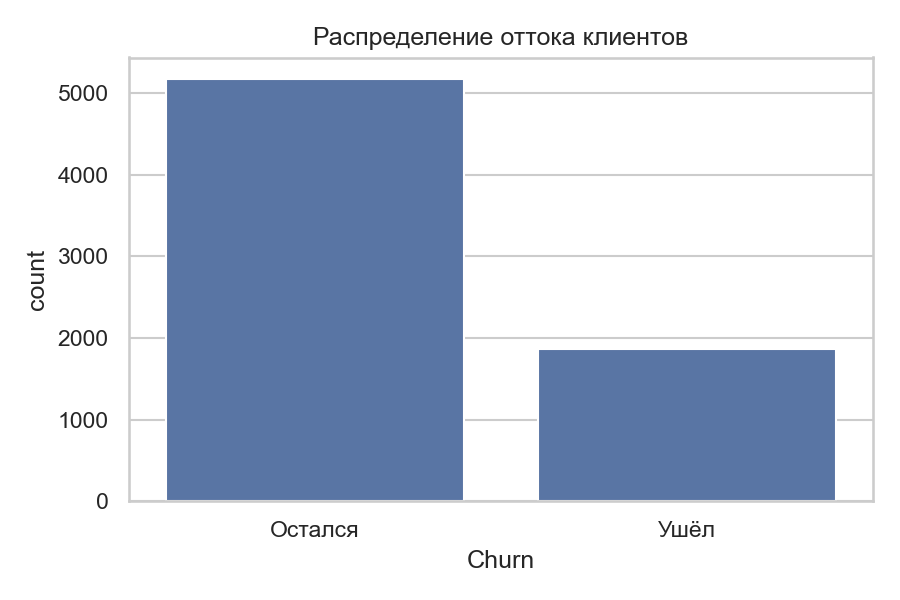 Распределение оттока клиентов
5000
4000
3000
2000
1000
0
count
Остался
Ушёл
Churn